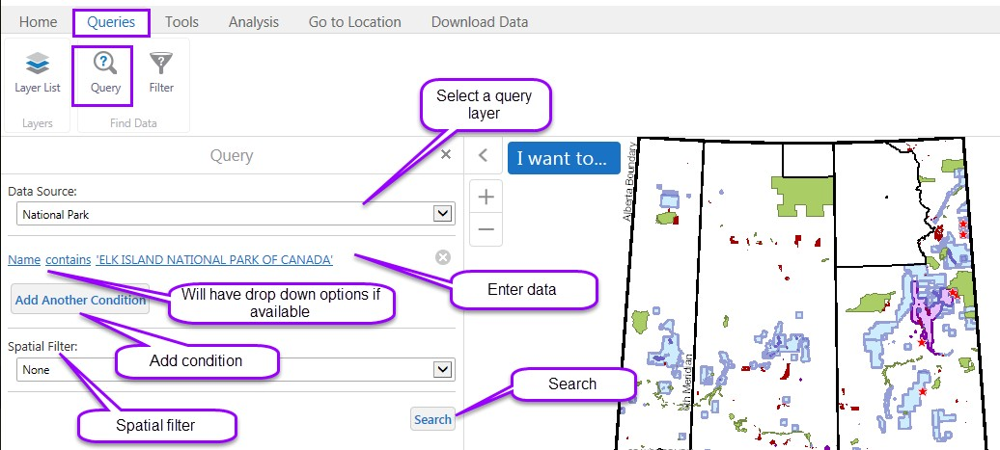 Home Queries Tools Analysis Go to Location Download Data
Layer List Query Filter
Layers Find Data
Select a query
layer
Query
I want to...
Data Source:
National Park
Alberta Boundary
Name contains 'ELK ISLAND NATIONAL PARK OF CANADA'
Enter data
Will have drop down options if
available
Add Another Condition
Spatial Filter:
Add condition
None
Search
Meridian
Spatial filter
Search